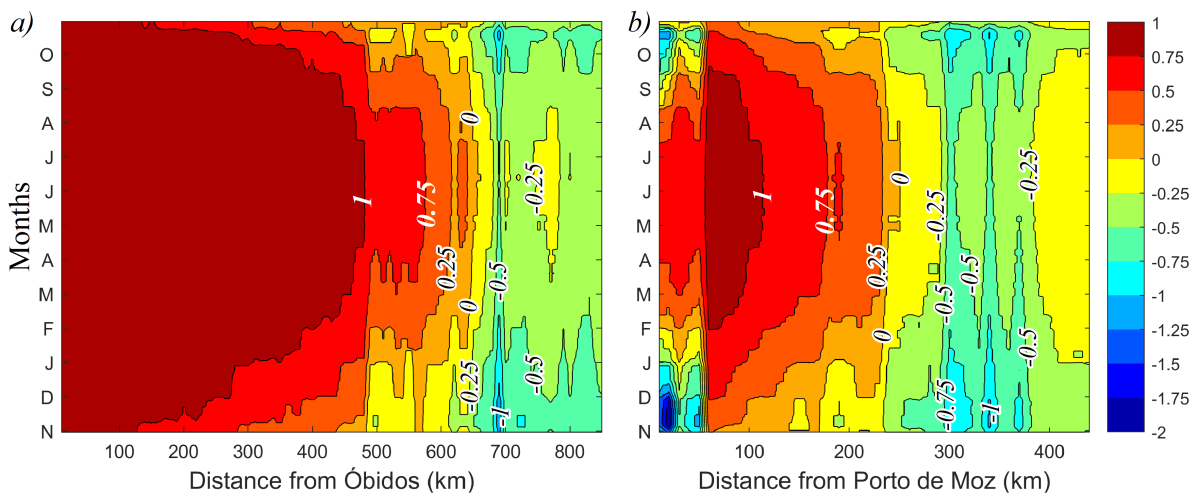 a)
O
S
A
J
J
M
A
M
F
J
D
N
Months
100 200 300 400 500 600 700 800
Distance from Óbidos (km)
1
0.75
0.25
0
0
-0.25
-0.5
-0.25
-0.5
-1
b)
O
S
A
J
J
M
A
M
F
J
D
N
100 200 300 400
Distance from Porto de Moz (km)
1
0.75
0.25
0
0
-0.25
-0.25
-0.5
-0.5
-0.5
-0.75
-1
1
0.75
0.5
0.25
0
-0.25
-0.5
-0.75
-1
-1.25
-1.5
-1.75
-2